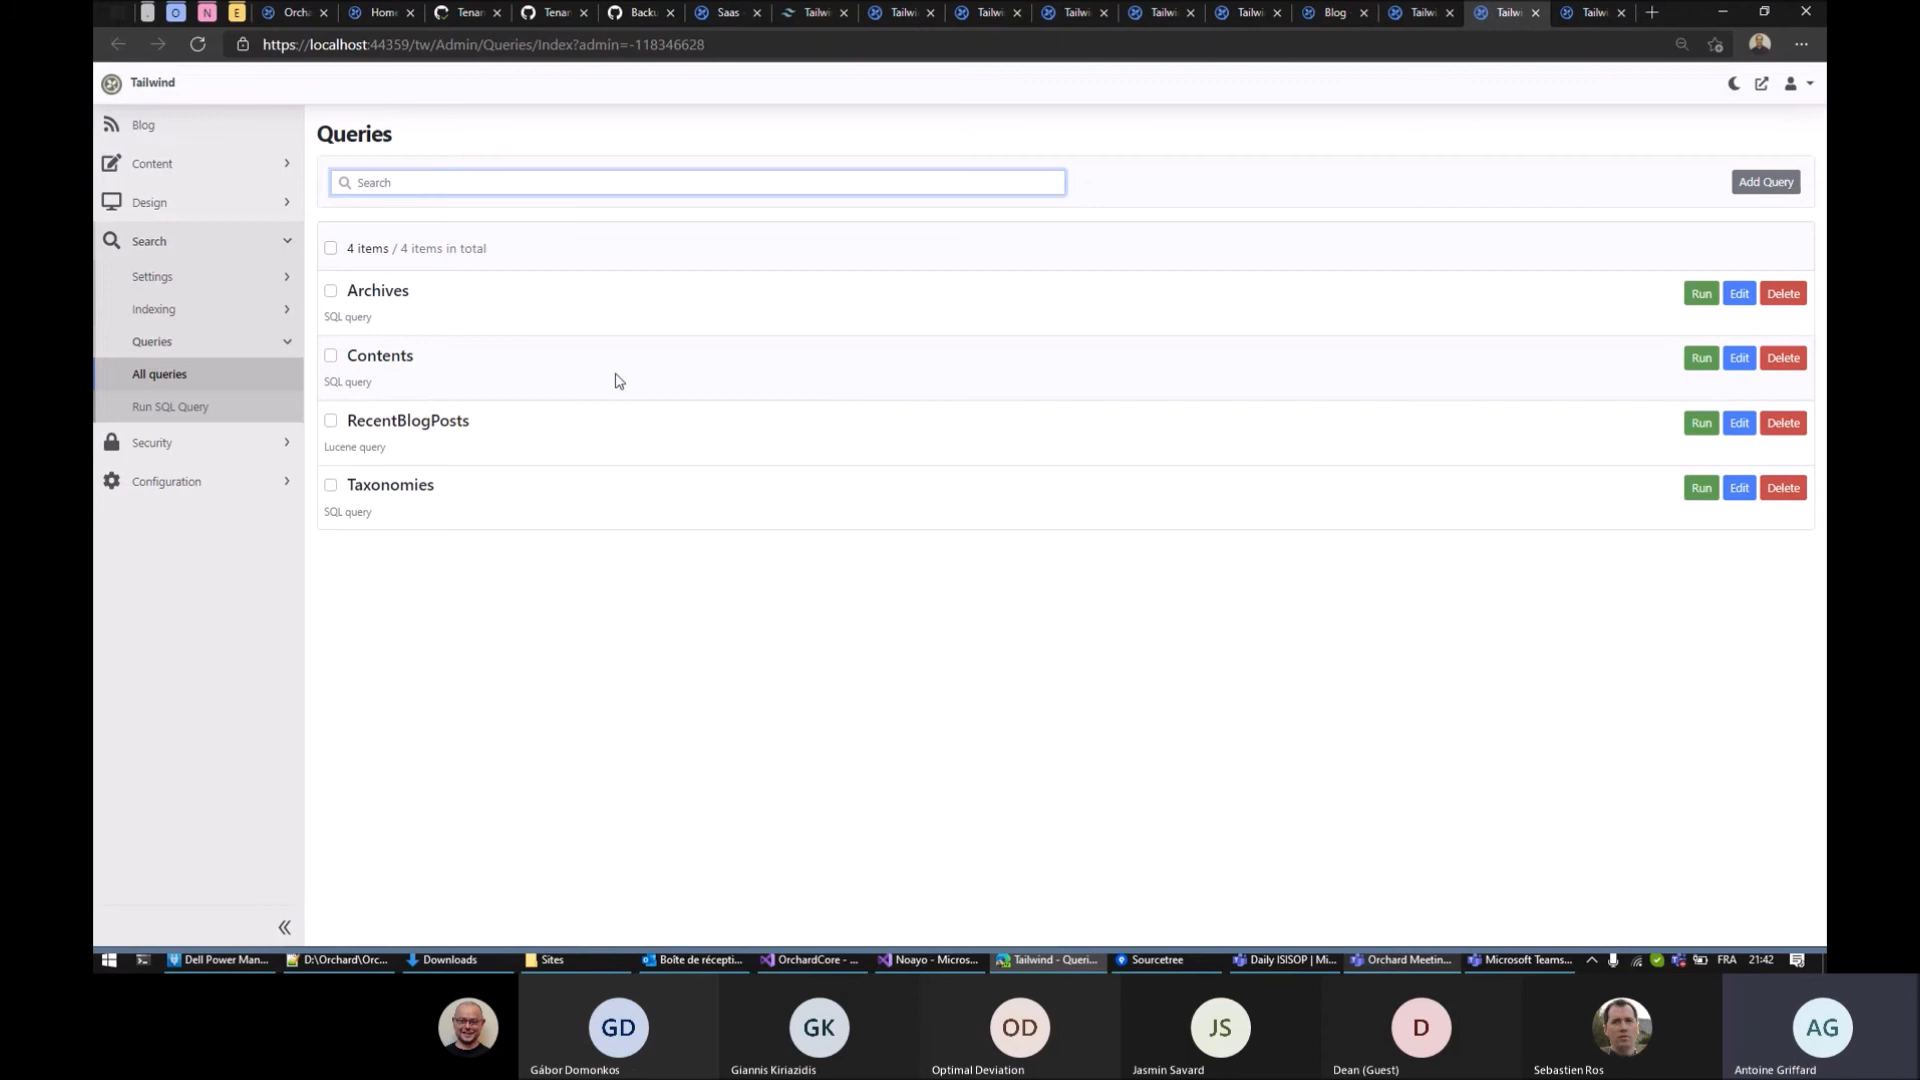 O N E Orch Home Tenan Tenan Backu Saas - Tailwi Tailwi Tailwi Tailwi Tailwi Tailwi Blog Tailwi Tailwi Tailwi
https://localhost:44359/tw/Admin/Queries/Index?admin=-118346628
Tailwind
Blog
Content
Design
Search
Settings
Indexing
Queries
All queries
Run SQL Query
Security
Configuration
Queries
Search
Add Query
4 items / 4 items in total
Archives
SQL query
Run Edit Delete
Contents
SQL query
Run Edit Delete
RecentBlogPosts
Lucene query
Run Edit Delete
Taxonomies
SQL query
Run Edit Delete
Dell Power Man... D:\Orchard\Orc... Downloads Sites Boîte de récepti... OrchardCore - ... Noayo - Micros... Tailwind - Queri... Sourcetree Daily ISISOP | Mi... Orchard Meetin... Microsoft Teams... FRA 21:42
GD GK OD JS D AG
Gábor Domonkos Giannis Kiriazidis Optimal Deviation Jasmin Savard Dean (Guest) Sebastien Ros Antoine Griffard